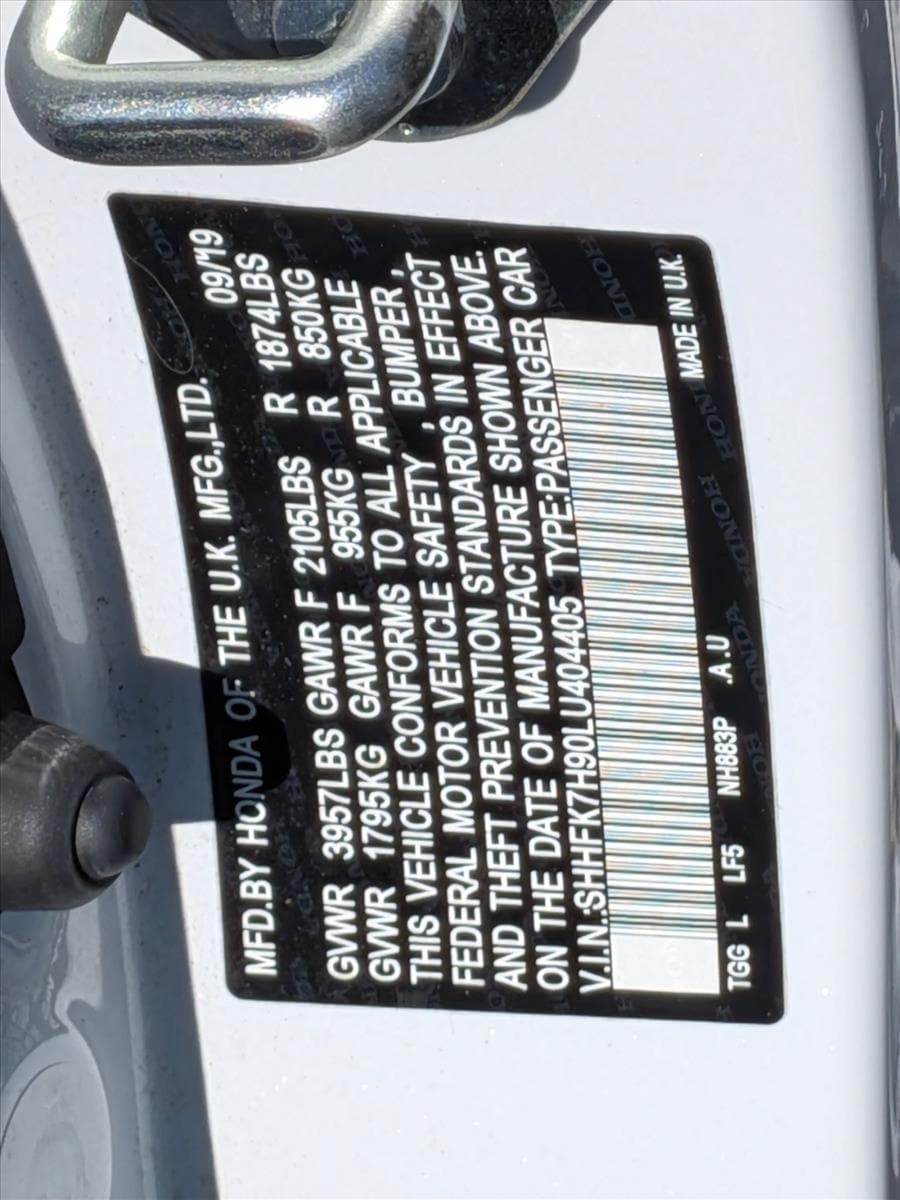 MFD.BY HONDA OF THE U.K. MFG.,LTD. 09/'19
GVWR 3957LBS GAWR F 2105LBS R 1874LBS
GVWR 1795KG GAWR F 955KG R 850KG
THIS VEHICLE CONFORMS TO ALL APPLICABLE
FEDERAL MOTOR VEHICLE SAFETY , BUMPER ,
AND THEFT PREVENTION STANDARDS IN EFFECT
ON THE DATE OF MANUFACTURE SHOWN ABOVE.
V.I.N.:SHHFK7H90LU404405 TYPE:PASSENGER CAR
TGG L LF5 NH883P .A.U MADE IN U.K.